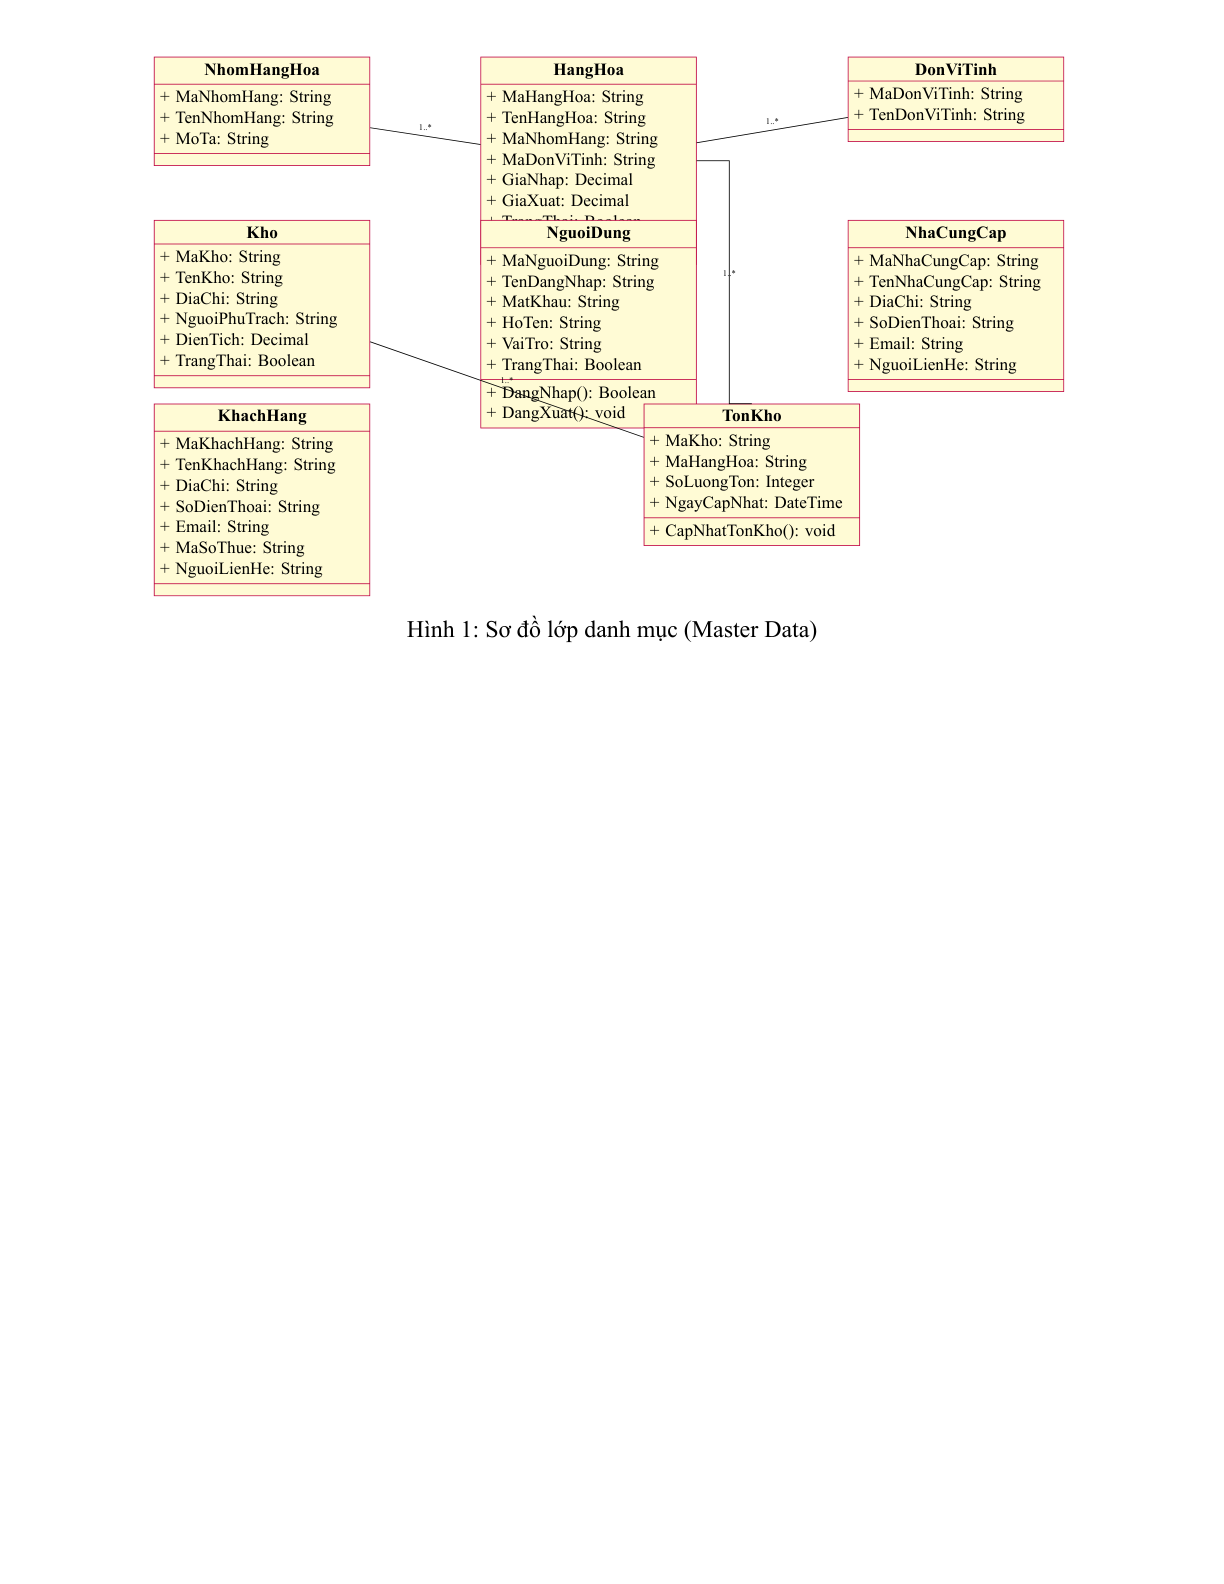 NhomHangHoa
+ MaNhomHang: String
+ TenNhomHang: String
+ MoTa: String
HangHoa
+ MaHangHoa: String
+ TenHangHoa: String
+ MaNhomHang: String
+ MaDonViTinh: String
+ GiaNhap: Decimal
+ GiaXuat: Decimal
+ TrangThai: Boolean
DonViTinh
+ MaDonViTinh: String
+ TenDonViTinh: String
1..*
1..*
Kho
+ MaKho: String
+ TenKho: String
+ DiaChi: String
+ NguoiPhuTrach: String
+ DienTich: Decimal
+ TrangThai: Boolean
NguoiDung
+ MaNguoiDung: String
+ TenDangNhap: String
+ MatKhau: String
+ HoTen: String
+ VaiTro: String
+ TrangThai: Boolean
+ DangNhap(): Boolean
+ DangXuat(): void
1..*
1..*
NhaCungCap
+ MaNhaCungCap: String
+ TenNhaCungCap: String
+ DiaChi: String
+ SoDienThoai: String
+ Email: String
+ NguoiLienHe: String
KhachHang
+ MaKhachHang: String
+ TenKhachHang: String
+ DiaChi: String
+ SoDienThoai: String
+ Email: String
+ MaSoThue: String
+ NguoiLienHe: String
TonKho
+ MaKho: String
+ MaHangHoa: String
+ SoLuongTon: Integer
+ NgayCapNhat: DateTime
+ CapNhatTonKho(): void
Hình 1: Sơ đồ lớp danh mục (Master Data)